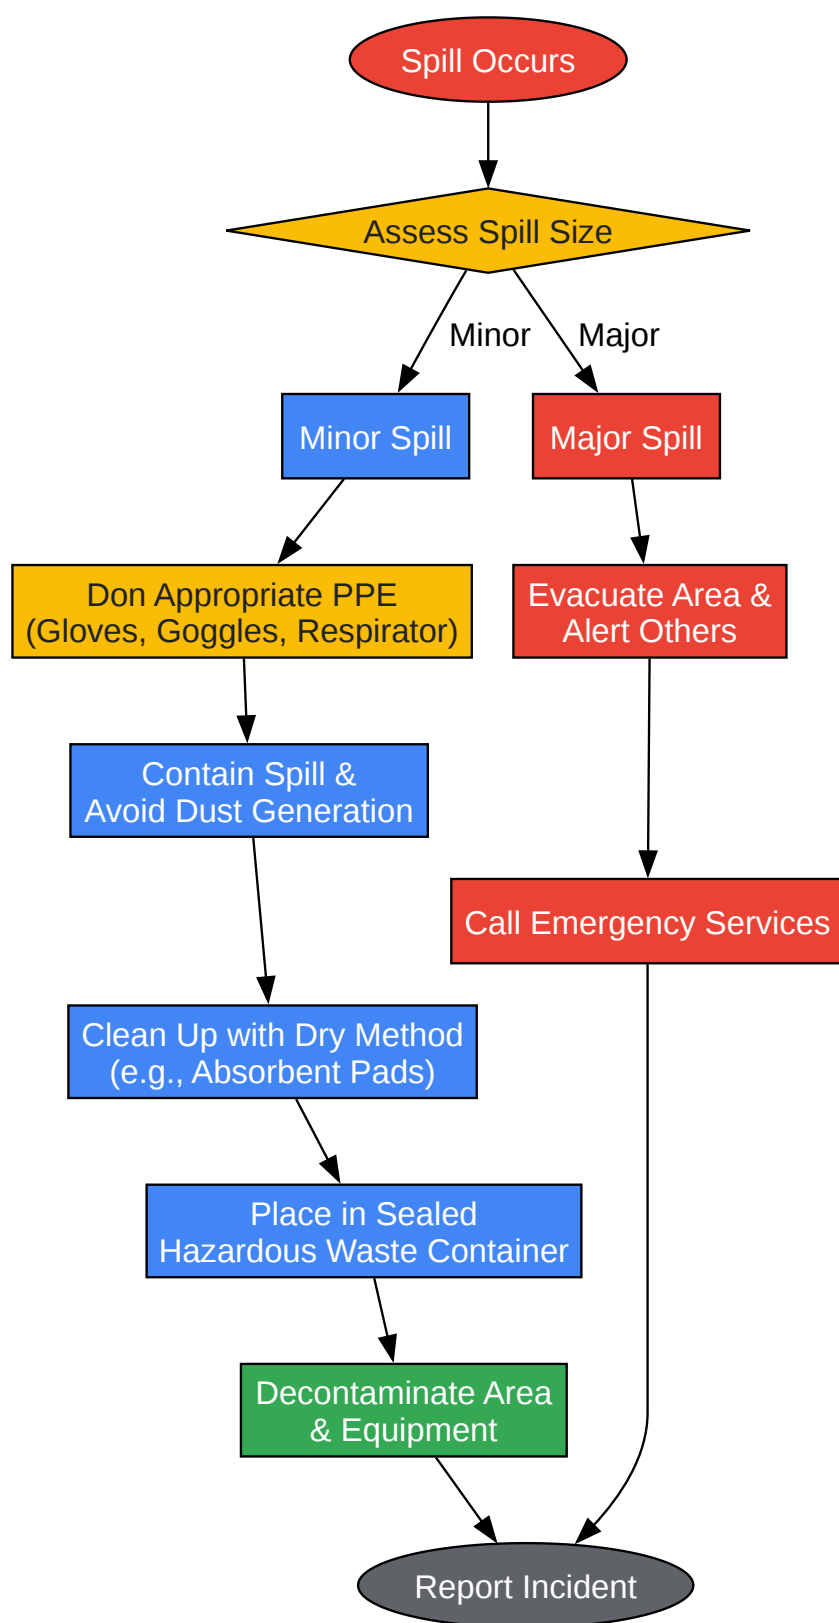 Spill Occurs
Assess Spill Size
Minor
Major
Minor Spill
Major Spill
Don Appropriate PPE
(Gloves, Goggles, Respirator)
Evacuate Area &
Alert Others
Contain Spill &
Avoid Dust Generation
Call Emergency Services
Clean Up with Dry Method
(e.g., Absorbent Pads)
Place in Sealed
Hazardous Waste Container
Decontaminate Area
& Equipment
Report Incident